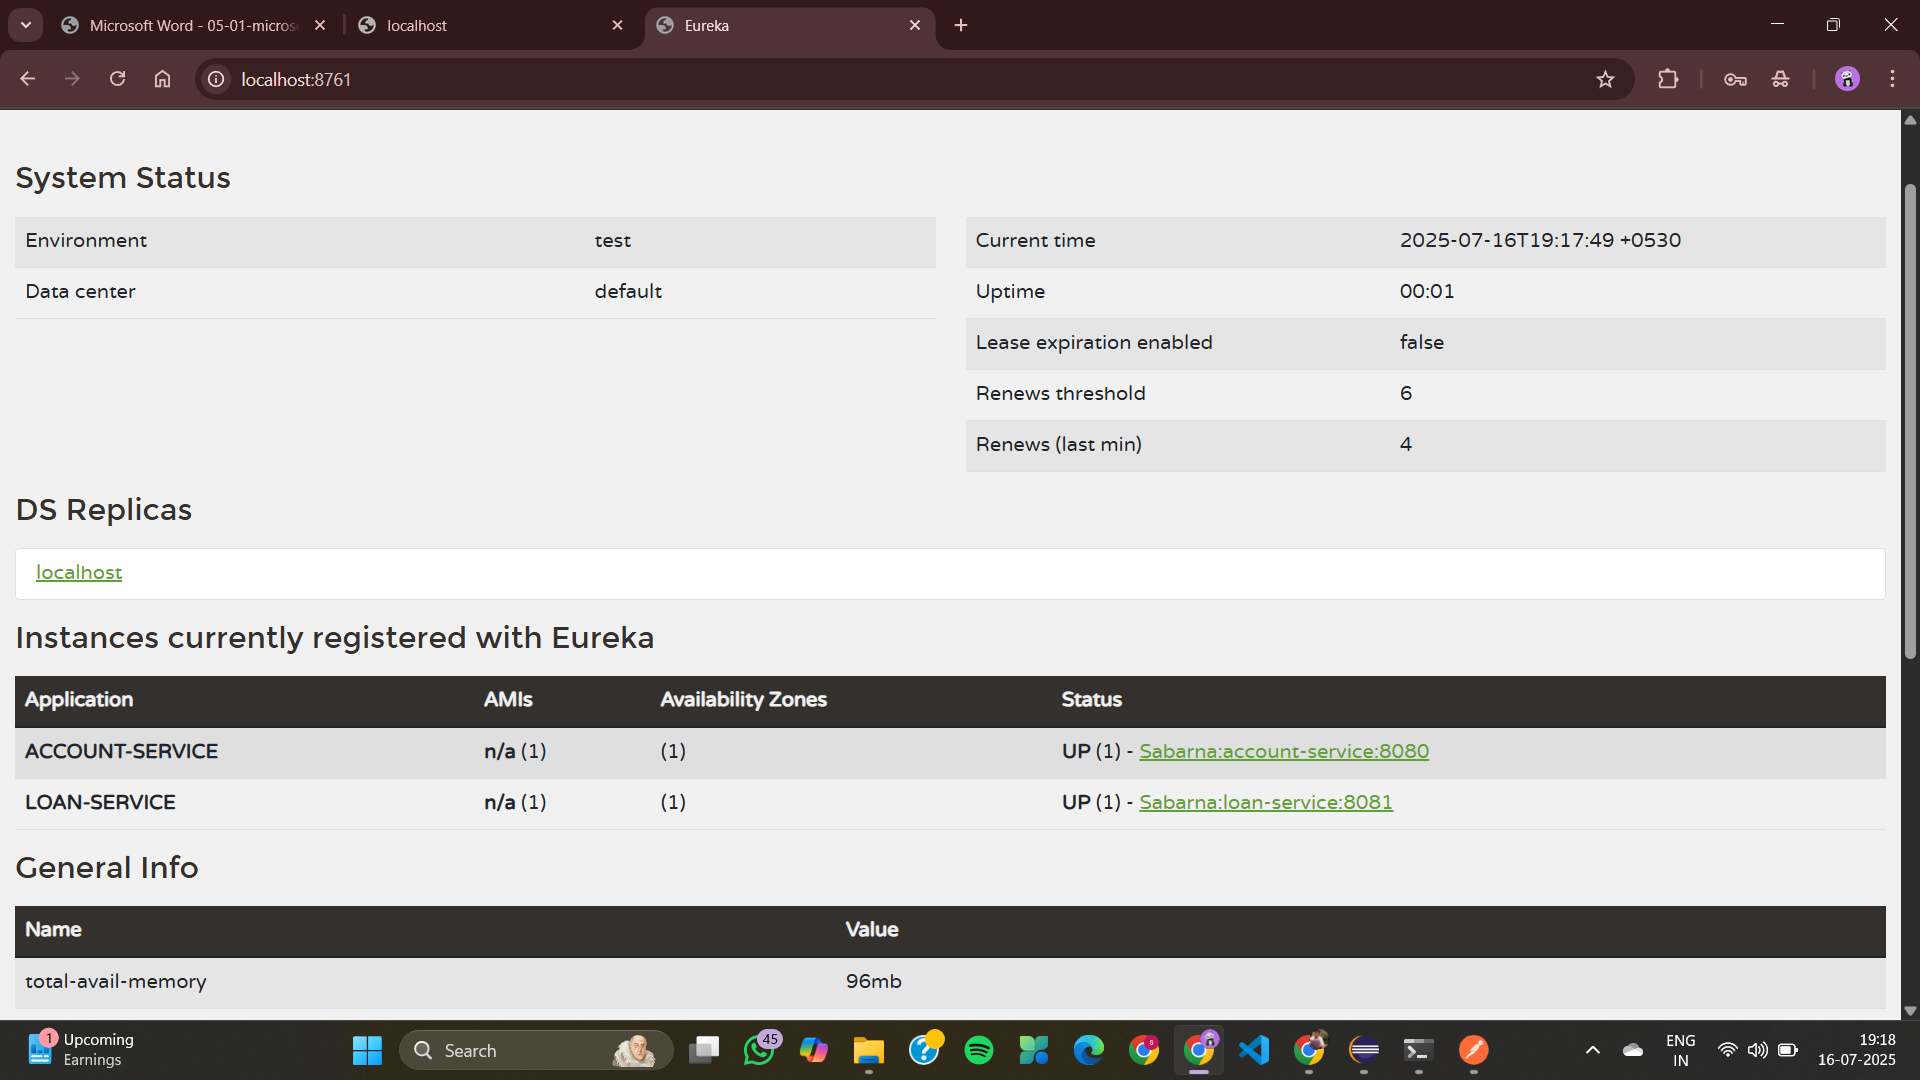 Microsoft Word - 05-01-micros
localhost
Eureka
localhost:8761
System Status
Environment test
Data center default
Current time 2025-07-16T19:17:49 +0530
Uptime 00:01
Lease expiration enabled false
Renews threshold 6
Renews (last min) 4
DS Replicas
localhost
Instances currently registered with Eureka
Application AMIs Availability Zones Status
ACCOUNT-SERVICE n/a (1) (1) UP (1) - Sabarna:account-service:8080
LOAN-SERVICE n/a (1) (1) UP (1) - Sabarna:loan-service:8081
General Info
Name Value
total-avail-memory 96mb
1
Upcoming
Earnings
Search
45
S
ENG
IN
19:18
16-07-2025